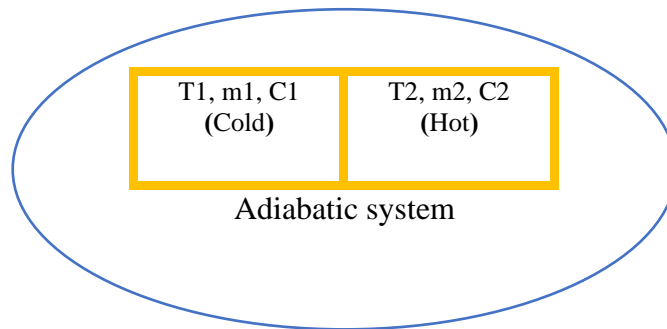 T1, m1, C1
(Cold)
T2, m2, C2
(Hot)
Adiabatic system